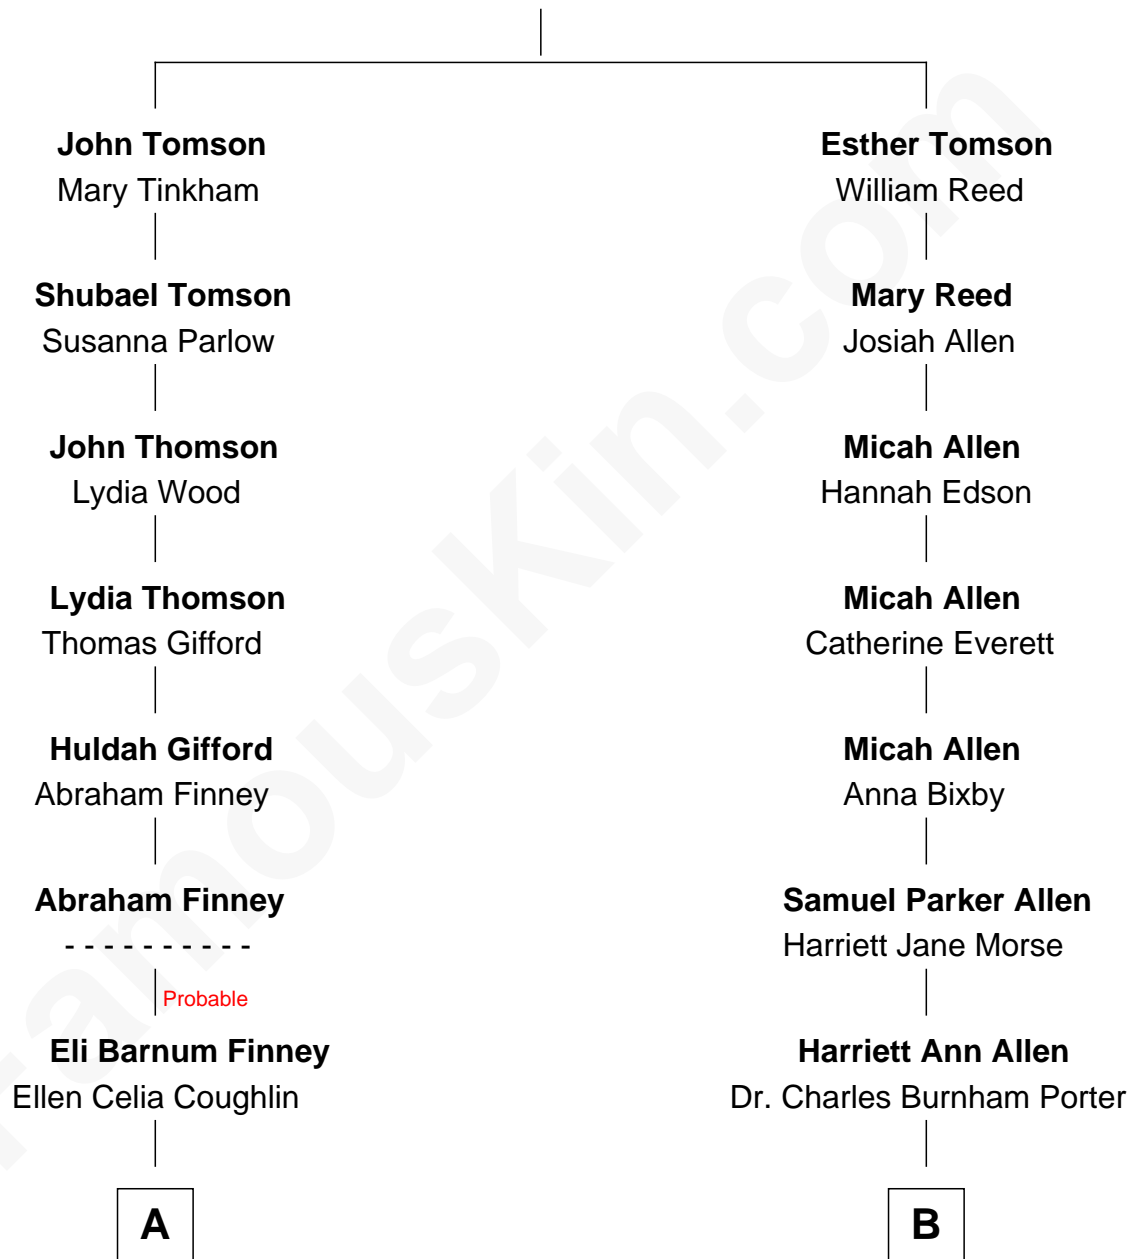 John Tomson
Mary Tinkham
Esther Tomson
William Reed
Shubael Tomson
Susanna Parlow
Mary Reed
Josiah Allen
John Thomson
Lydia Wood
Micah Allen
Hannah Edson
Lydia Thomson
Thomas Gifford
Micah Allen
Catherine Everett
Huldah Gifford
Abraham Finney
Micah Allen
Anna Bixby
Abraham Finney
- - - - - - - - - -
Samuel Parker Allen
Harriett Jane Morse
Probable
Eli Barnum Finney
Ellen Celia Coughlin
Harriett Ann Allen
Dr. Charles Burnham Porter
A
B
FamousKin.com